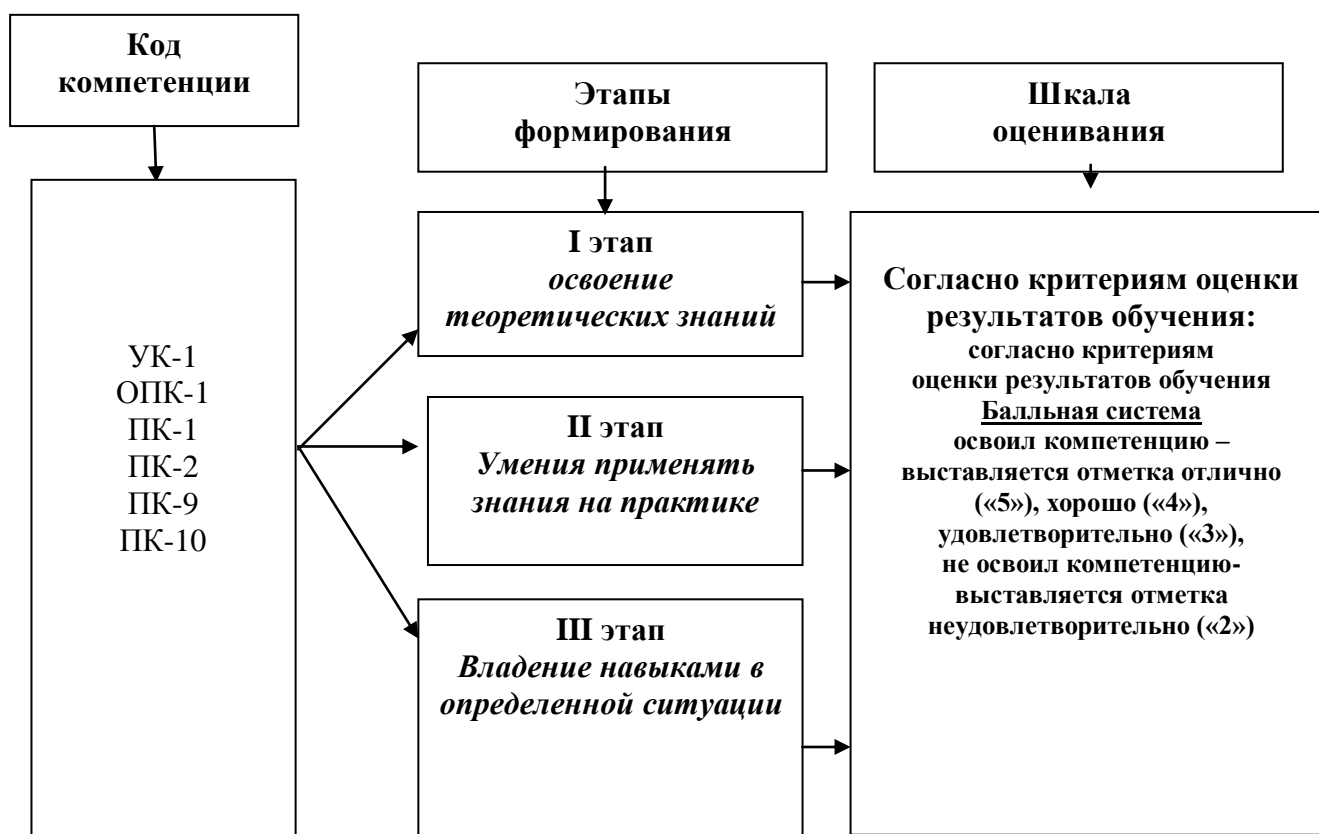 Код
компетенции
Этапы
формирования
Шкала
оценивания
УК-1
ОПК-1
ПК-1
ПК-2
ПК-9
ПК-10
I этап
освоение
теоретических знаний
II этап
Умения применять
знания на практике
III этап
Владение навыками в
определенной ситуации
Согласно критериям оценки
результатов обучения:
согласно критериям
оценки результатов обучения
Балльная система
освоил компетенцию –
выставляется отметка отлично
(«5»), хорошо («4»),
удовлетворительно («3»),
не освоил компетенцию-
выставляется отметка
неудовлетворительно («2»)